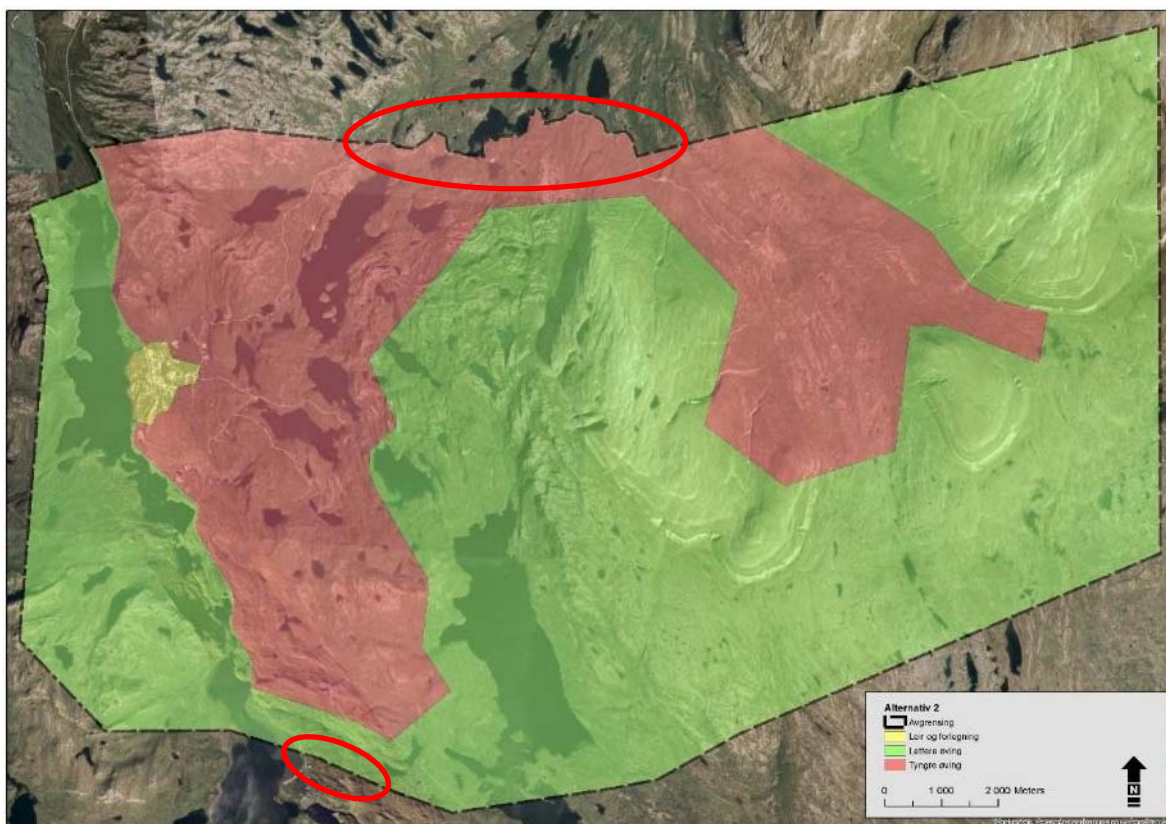 Alternativ 2
Avgrensing
Leir og forlegning
Lettere øving
Tyngre øving
0 1 000 2 000 Meters
N